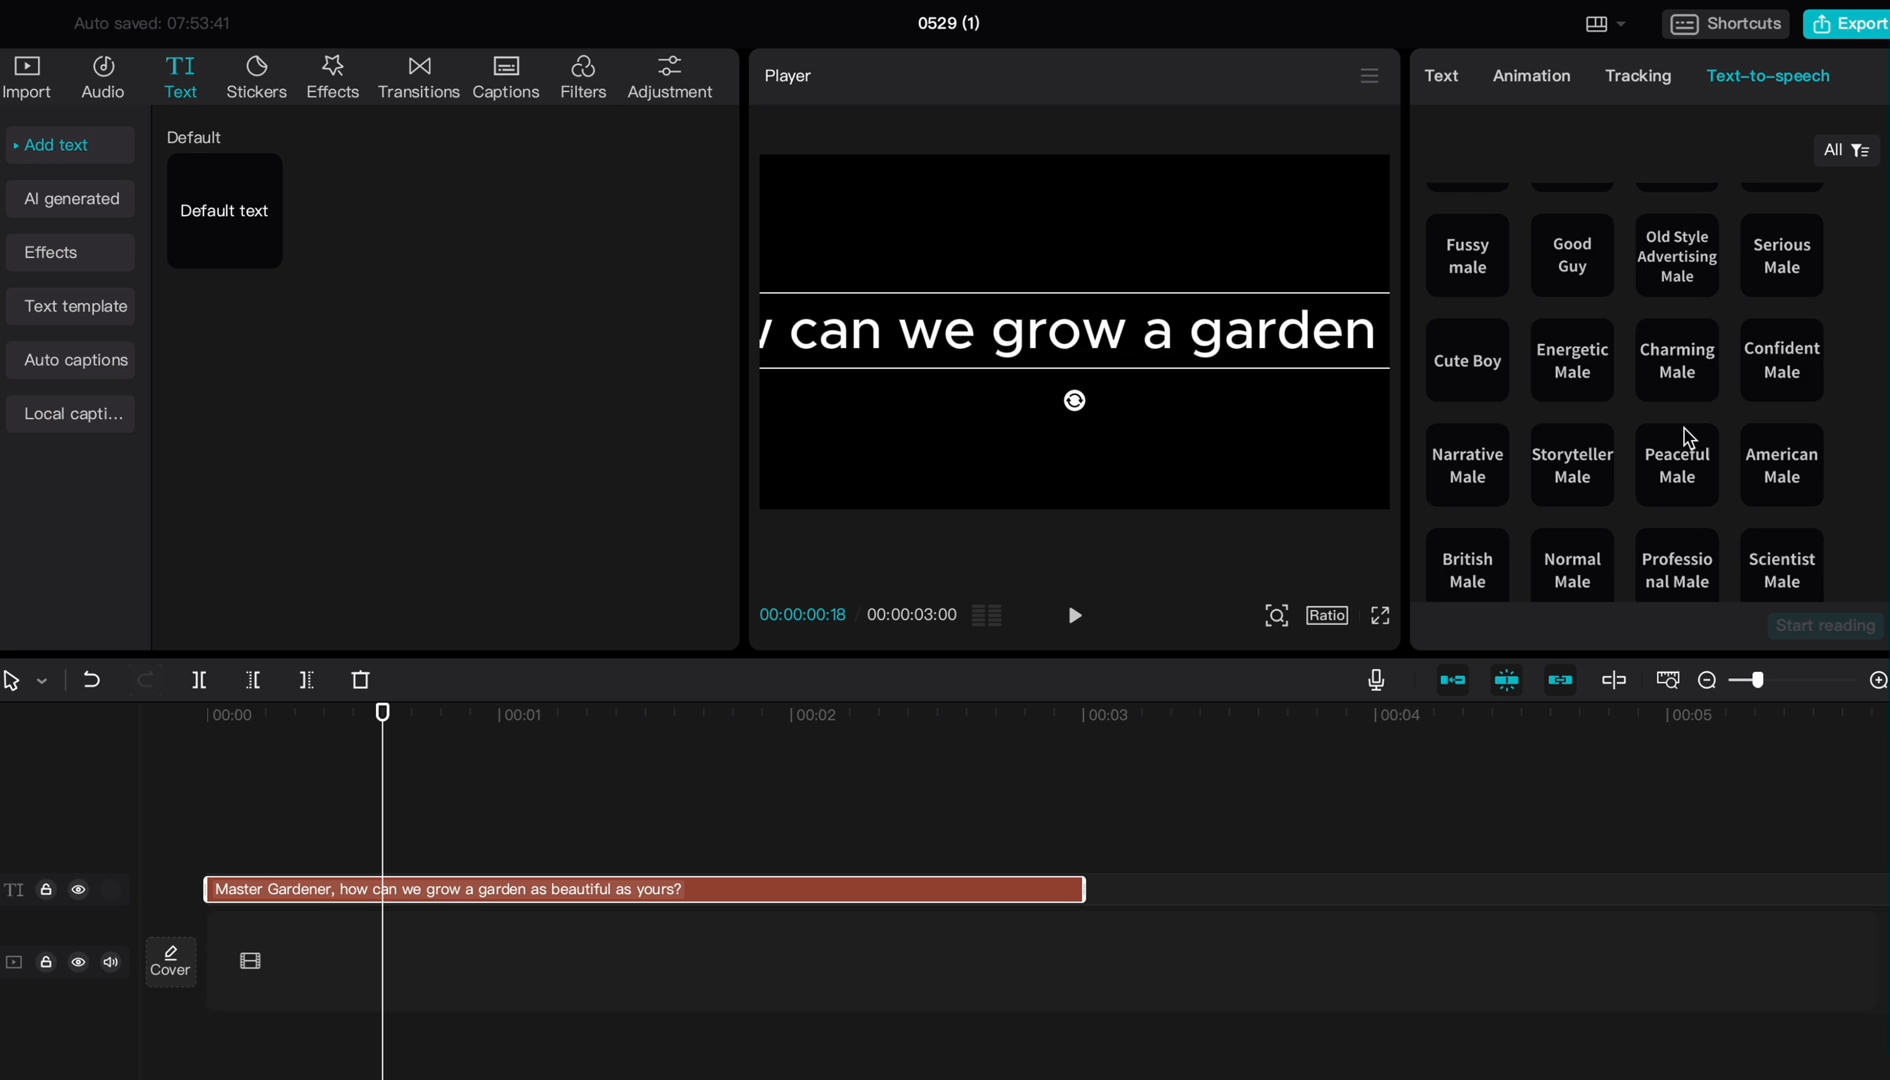 Auto saved: 07:53:41
0529 (1)
Shortcuts
Export
Import
Audio
TI
Text
Stickers
Effects
Transitions
Captions
Filters
Adjustment
Player
Text
Animation
Tracking
Text-to-speech
Add text
AI generated
Effects
Text template
Auto captions
Local capti...
Default
Default text
can we grow a garden
00:00:00:18 / 00:00:03:00
Ratio
All
Fussy
male
Good
Guy
Old Style
Advertising
Male
Serious
Male
Cute Boy
Energetic
Male
Charming
Male
Confident
Male
Narrative
Male
Storyteller
Male
Peaceful
Male
American
Male
British
Male
Normal
Male
Professio
nal Male
Scientist
Male
Start reading
00:00
00:01
00:02
00:03
00:04
00:05
TI
Master Gardener, how can we grow a garden as beautiful as yours?
Cover